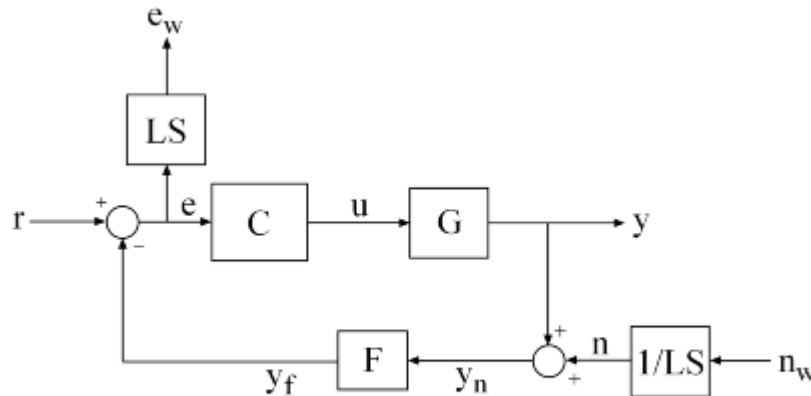 e_w
LS
+
r
−
e
C
u
G
y
+
+
n
1/LS
n_w
y_f
F
y_n